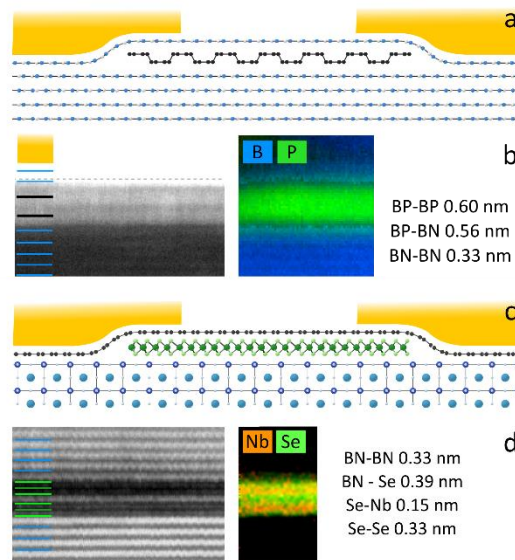 a
B P
b
BP-BP 0.60 nm
BP-BN 0.56 nm
BN-BN 0.33 nm
c
Nb Se
d
BN-BN 0.33 nm
BN - Se 0.39 nm
Se-Nb 0.15 nm
Se-Se 0.33 nm